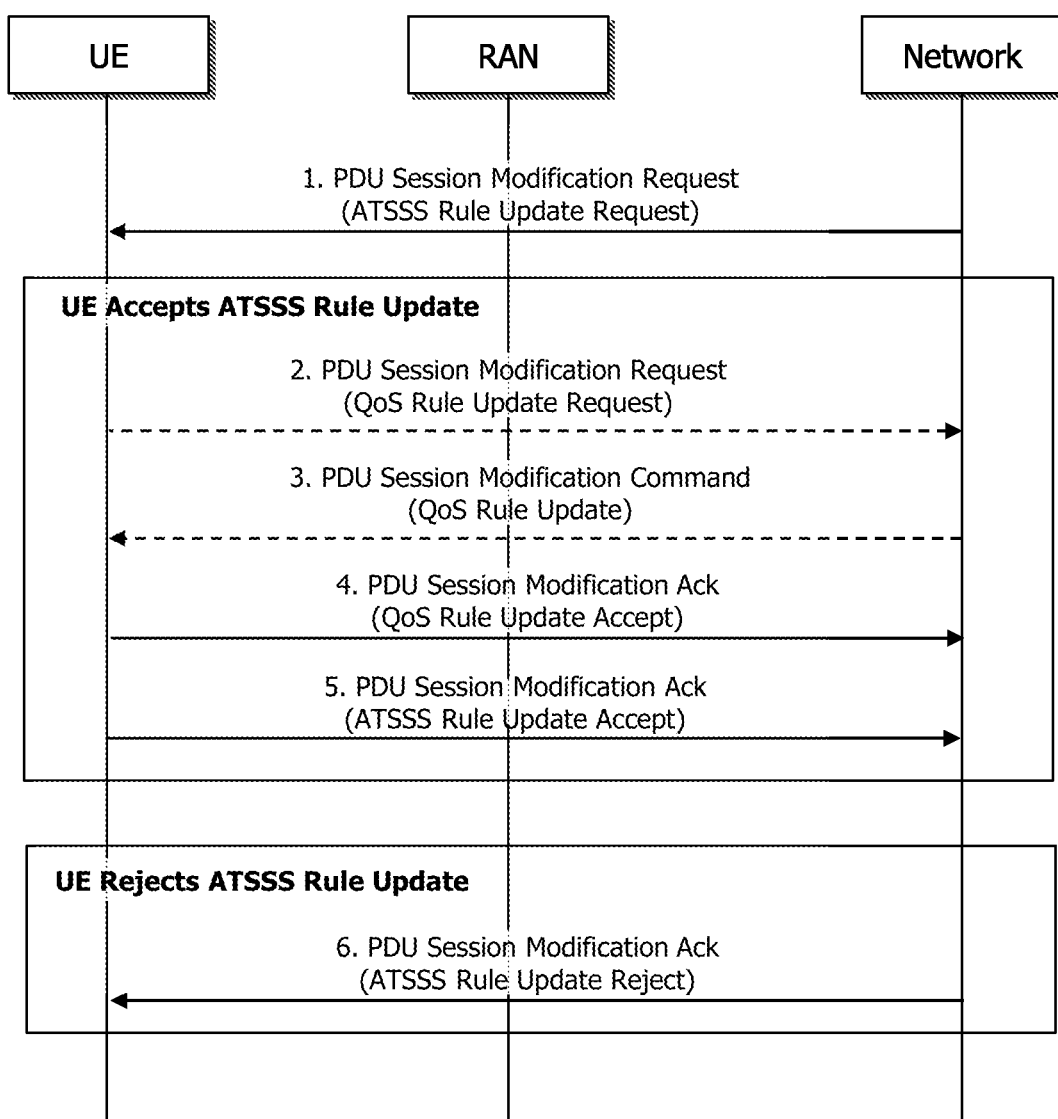 UE
RAN
Network
1. PDU Session Modification Request
(ATSSS Rule Update Request)
UE Accepts ATSSS Rule Update
2. PDU Session Modification Request
(QoS Rule Update Request)
3. PDU Session Modification Command
(QoS Rule Update)
4. PDU Session Modification Ack
(QoS Rule Update Accept)
5. PDU Session Modification Ack
(ATSSS Rule Update Accept)
UE Rejects ATSSS Rule Update
6. PDU Session Modification Ack
(ATSSS Rule Update Reject)